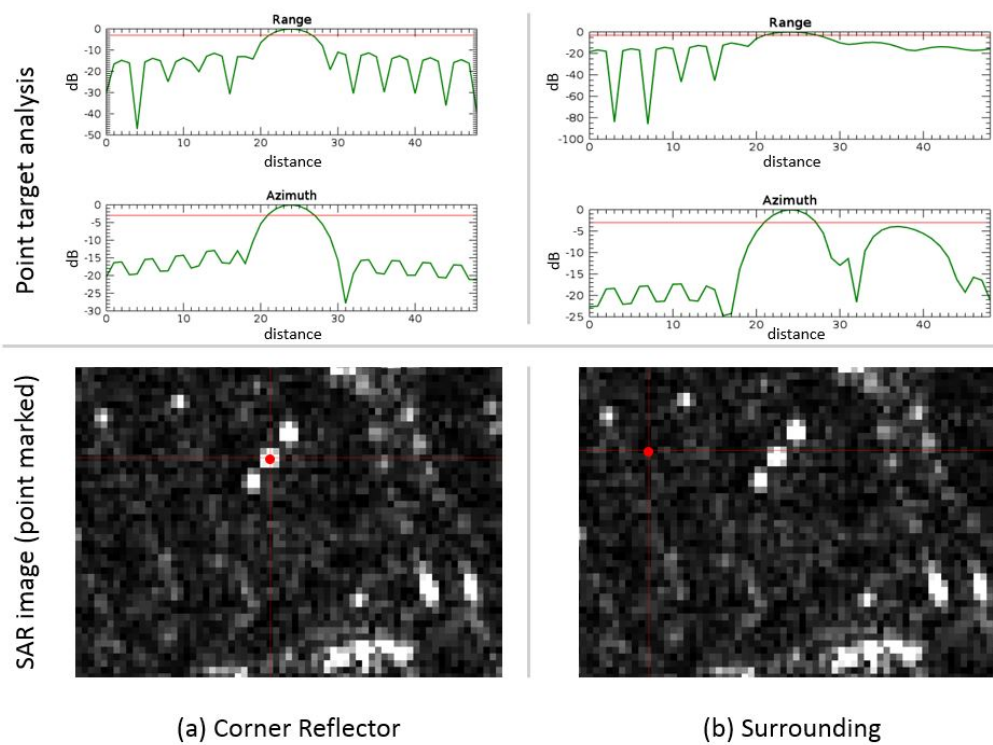 Point target analysis
Range
0
-10
-20
-30
-40
-50
dB
0 10 20 30 40
distance
Range
0
-20
-40
-60
-80
-100
dB
0 10 20 30 40
distance
Azimuth
0
-5
-10
-15
-20
-25
-30
dB
0 10 20 30 40
distance
Azimuth
0
-5
-10
-15
-20
-25
dB
0 10 20 30 40
distance
SAR image (point marked)
(a) Corner Reflector
(b) Surrounding